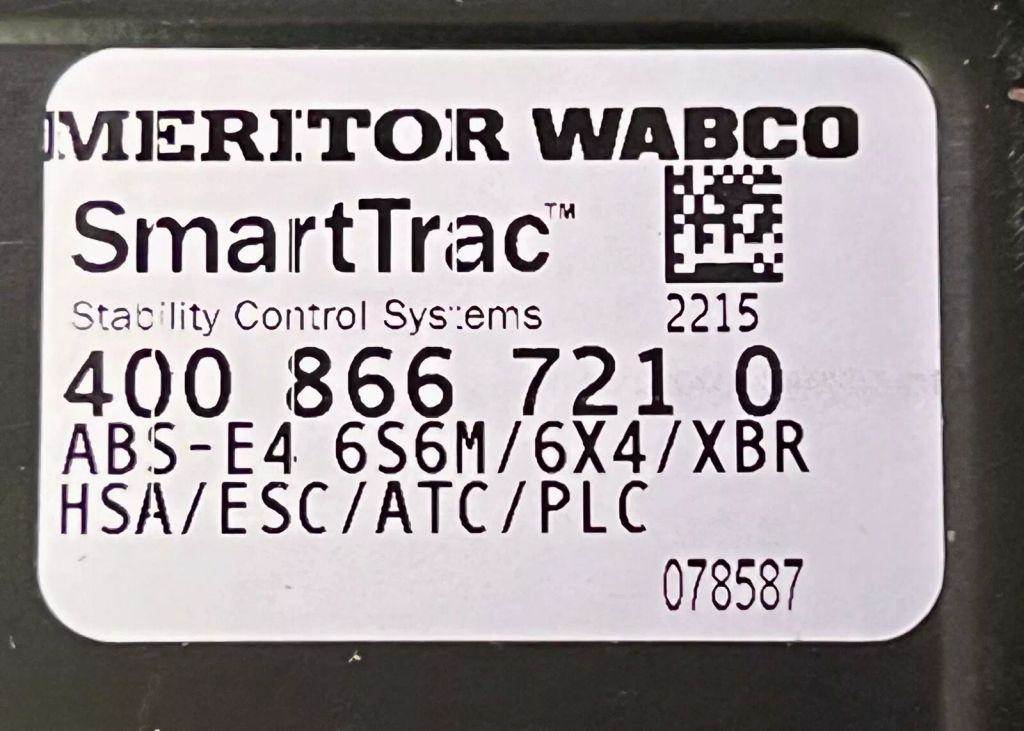 MERITOR WABCO
SmartTrac™
Stability Control Systems
2215
400 866 721 0
ABS-E4 6S6M/6X4/XBR
HSA/ESC/ATC/PLC
078587